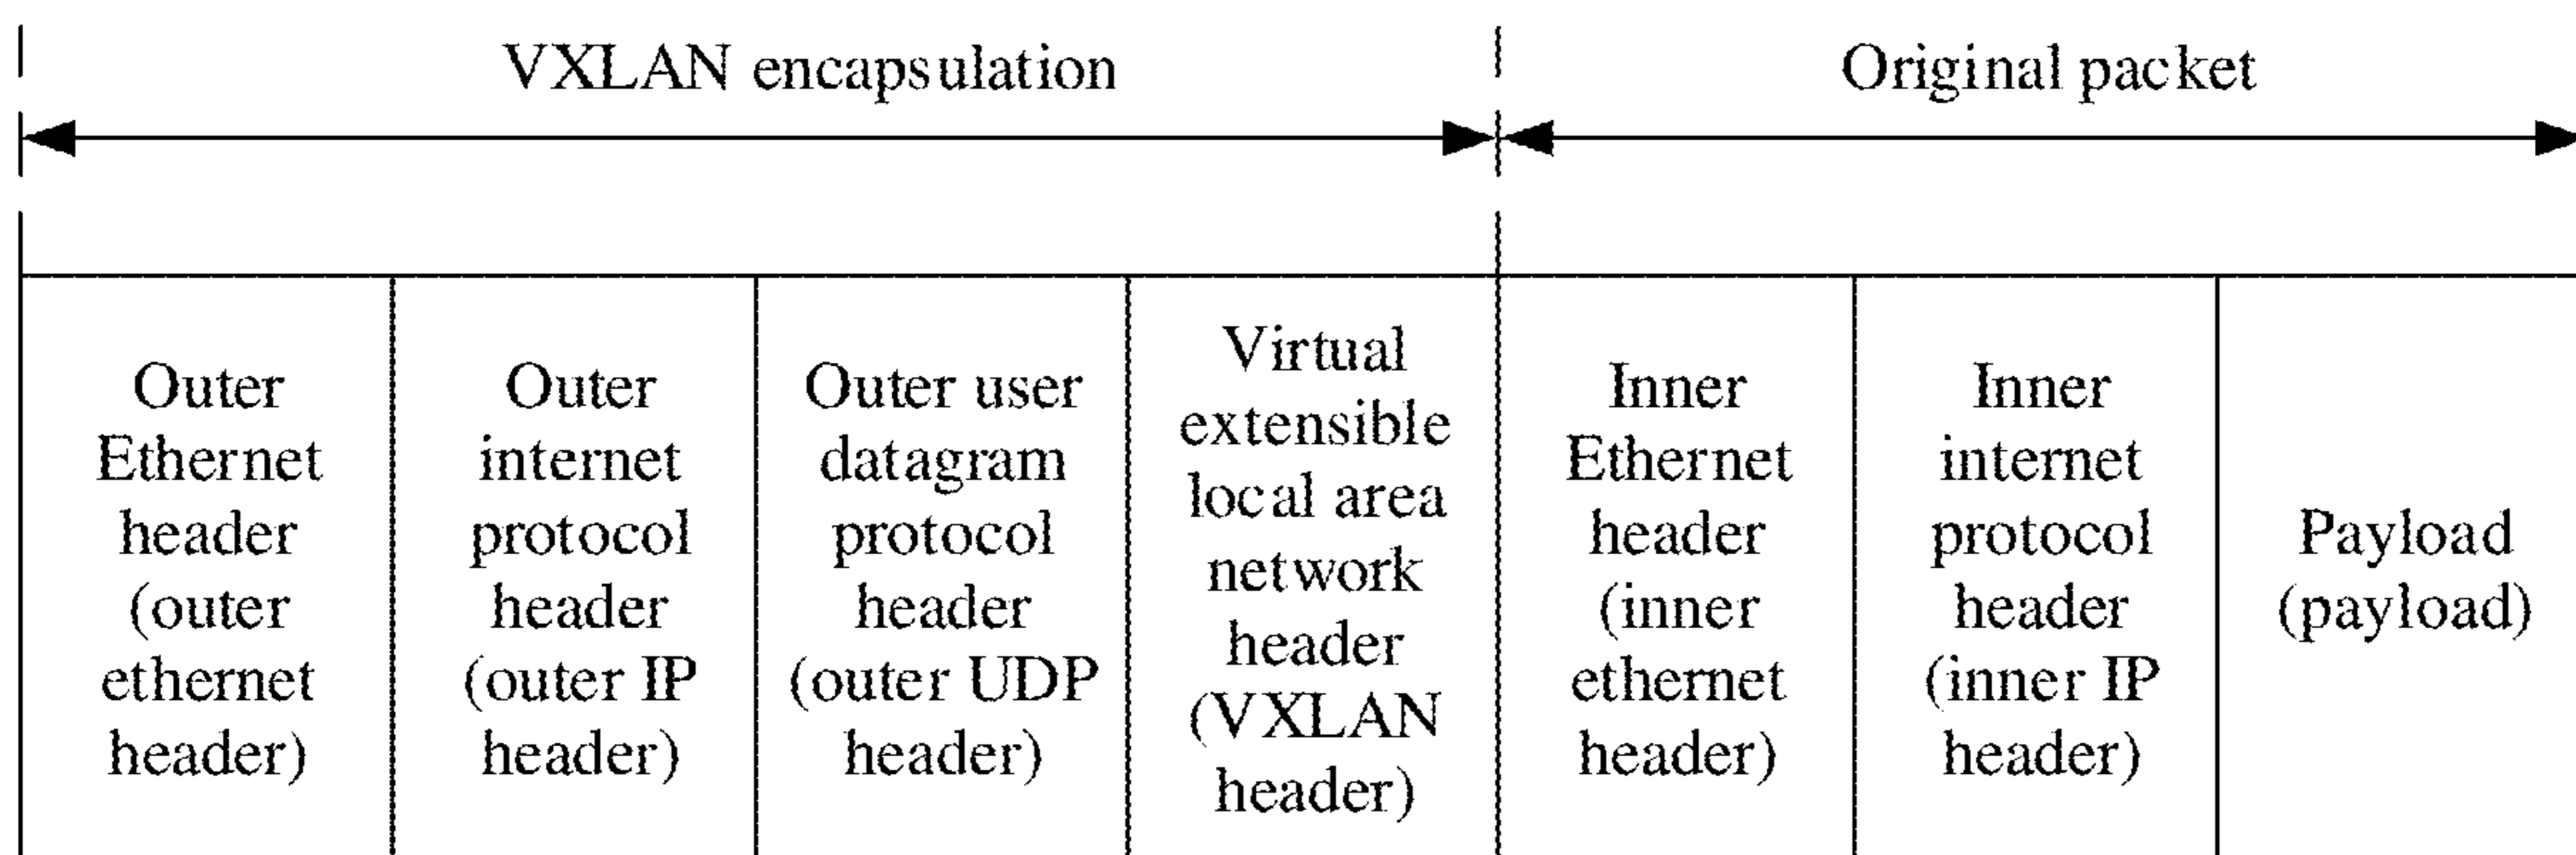 VXLAN encapsulation
Original packet
Outer
Ethernet
header
(outer
ethernet
header)
Outer
internet
protocol
header
(outer IP
header)
Outer user
datagram
protocol
header
(outer UDP
header)
Virtual
extensible
local area
network
header
(VXLAN
header)
Inner
Ethernet
header
(inner
ethernet
header)
Inner
internet
protocol
header
(inner IP
header)
Payload
(payload)